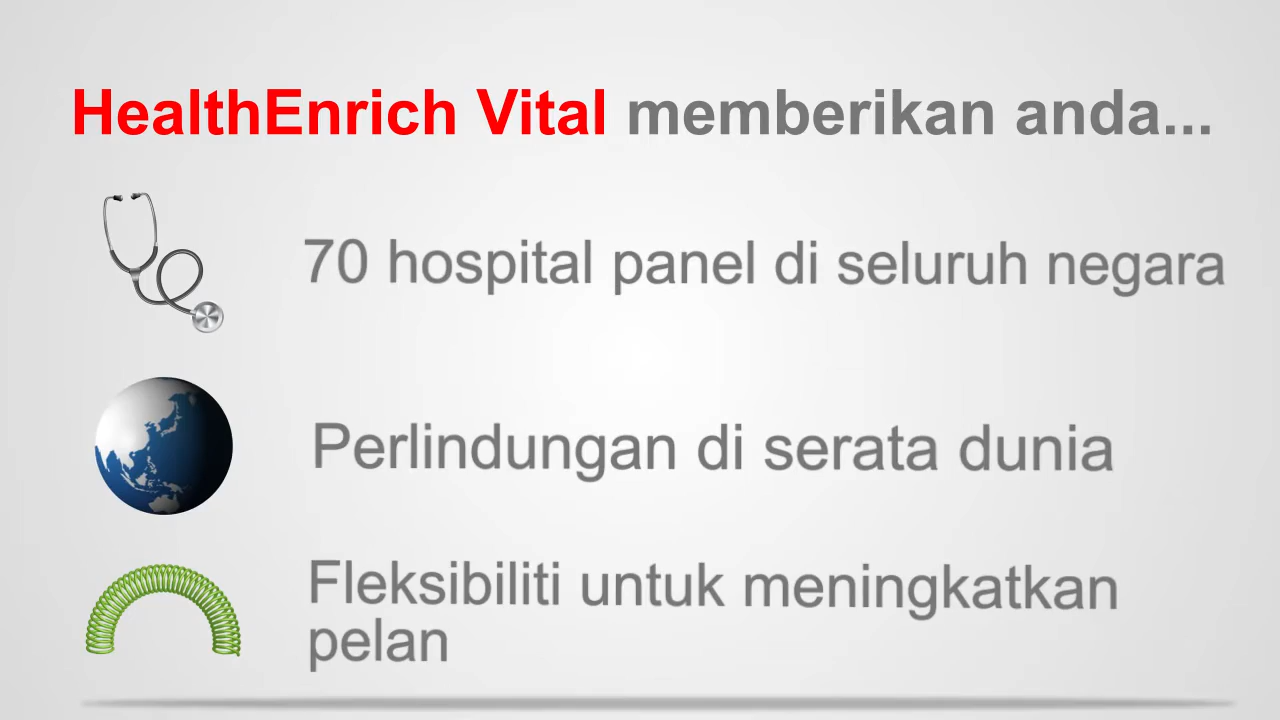 HealthEnrich Vital memberikan anda...
70 hospital panel di seluruh negara
Perlindungan di serata dunia
Fleksibiliti untuk meningkatkan
pelan